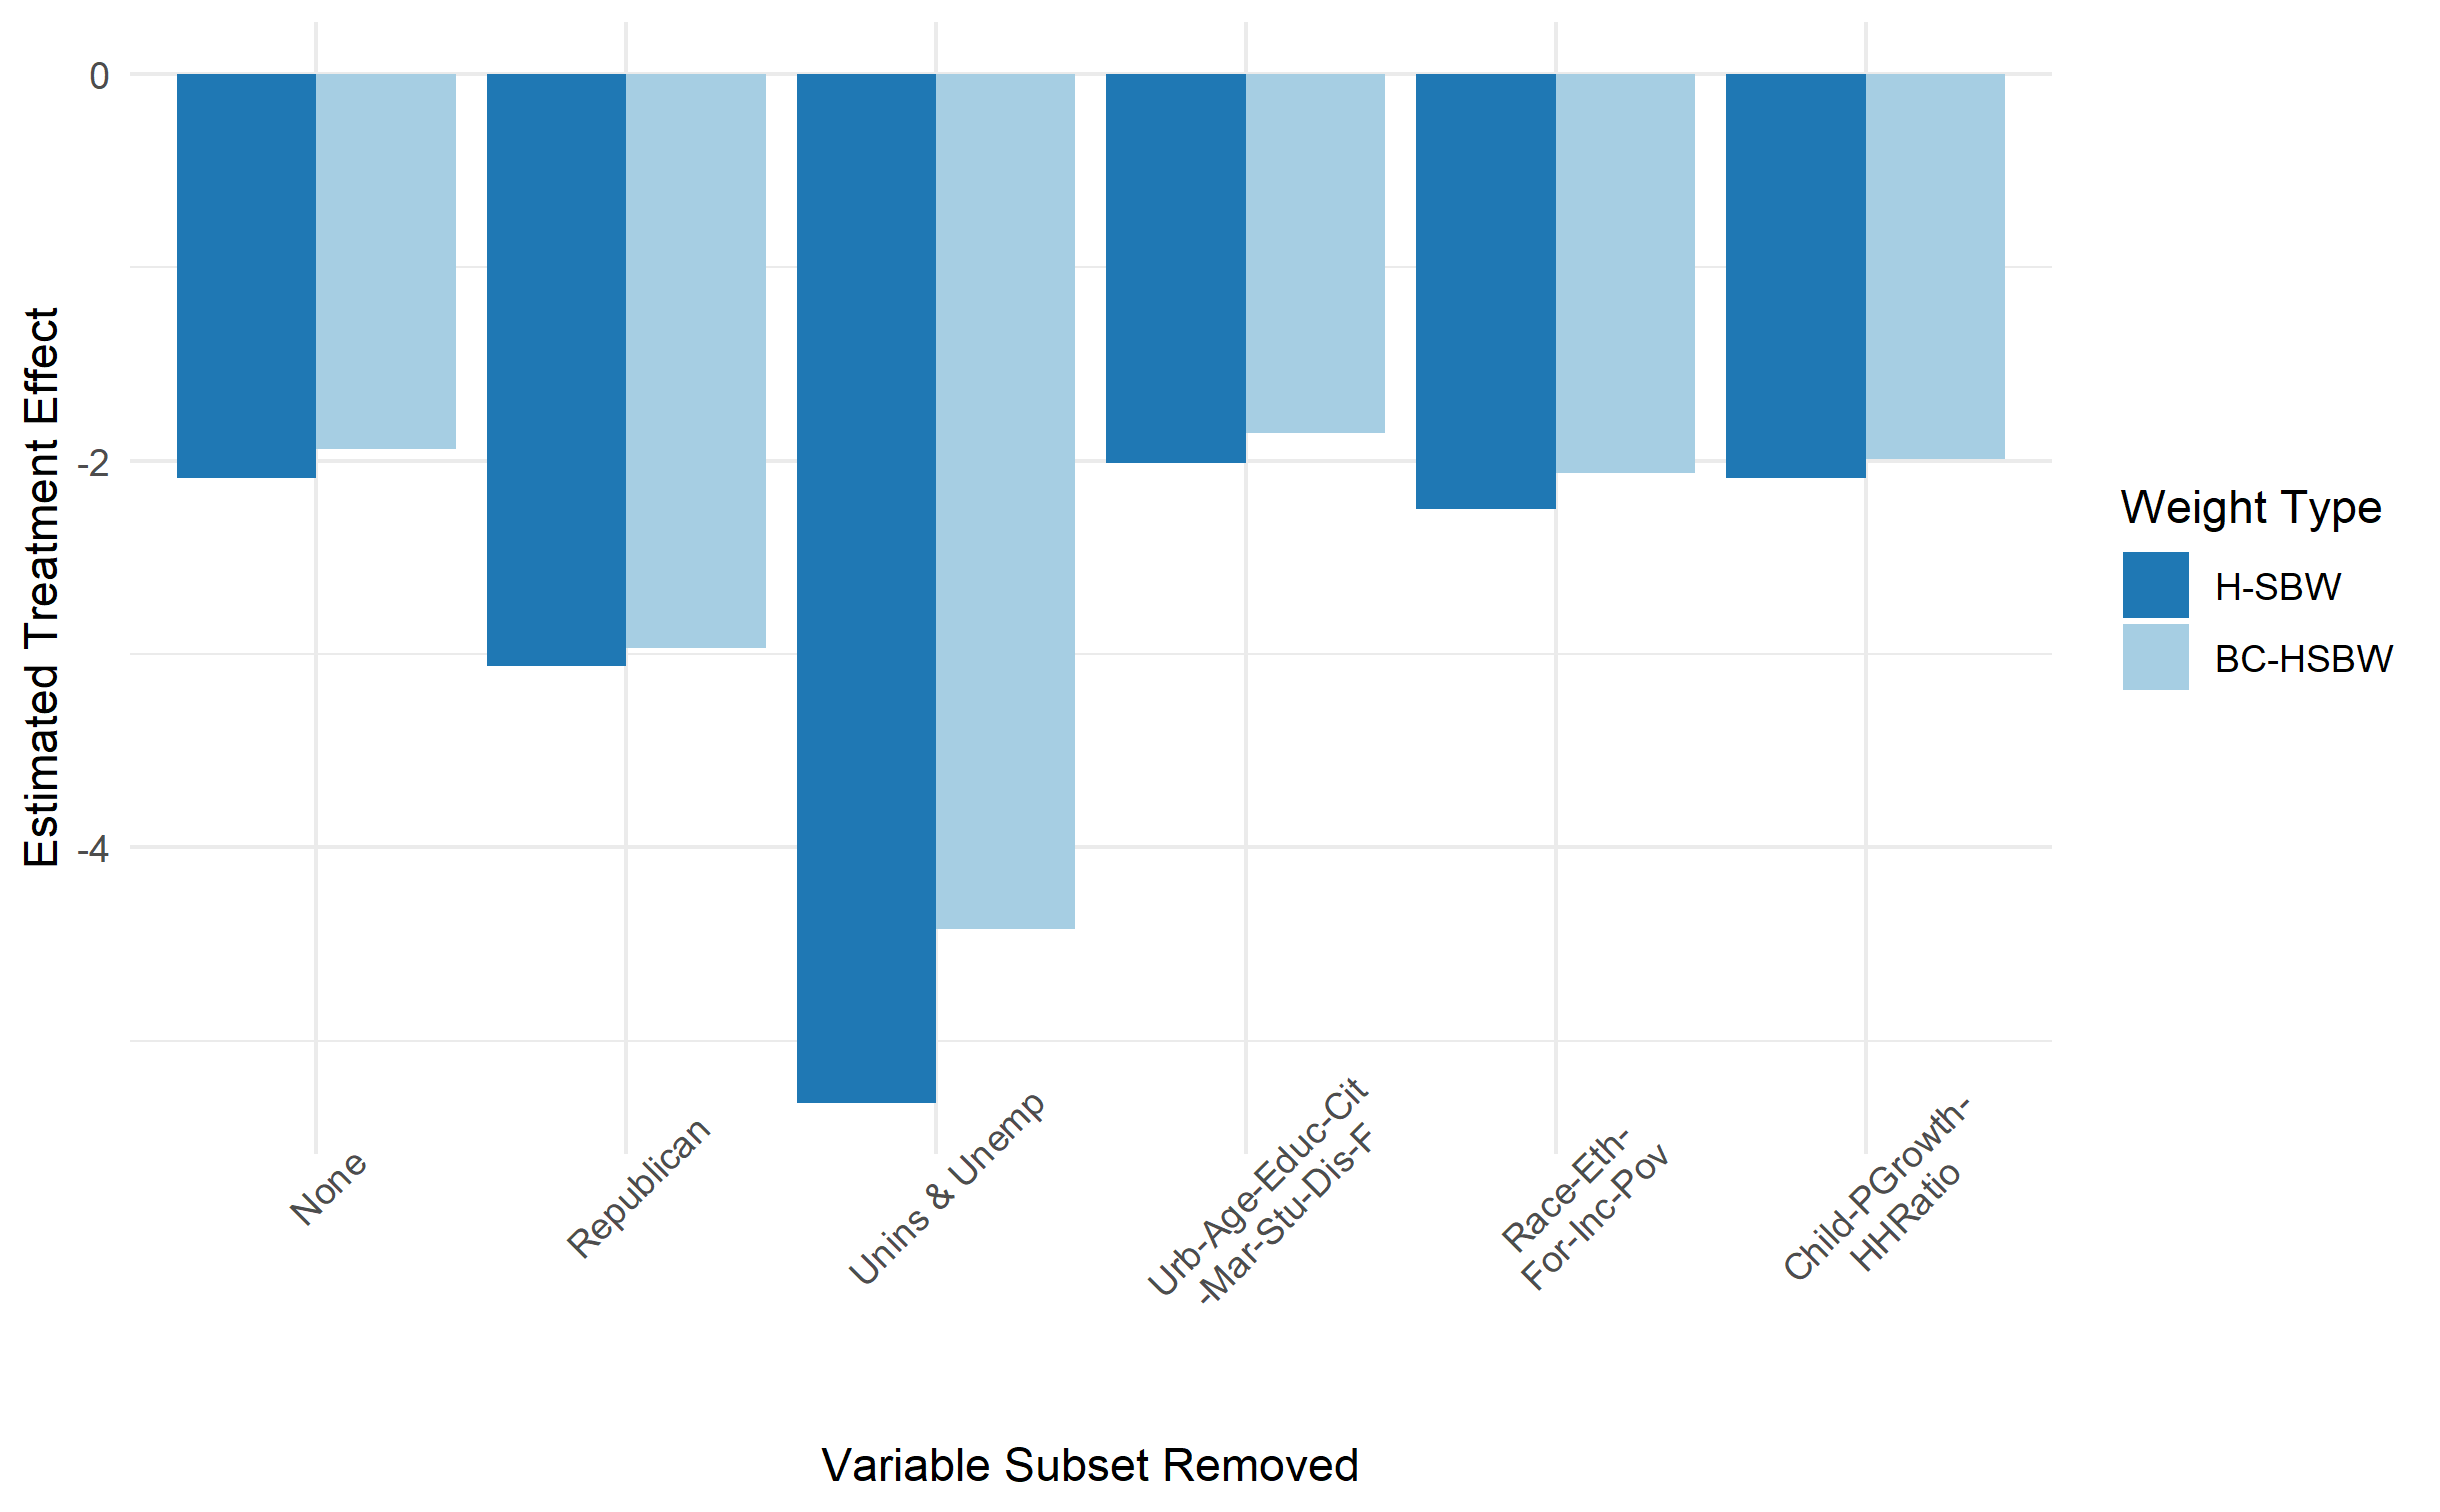 0
-2
-4
Estimated Treatment Effect
None
Republican
Unins & Unemp
Urb-Age-Educ-Cit
-Mar-Stu-Dis-F
Race-Eth-
For-Inc-Pov
Child-PGrowth-
HHRatio
Variable Subset Removed
Weight Type
H-SBW
BC-HSBW